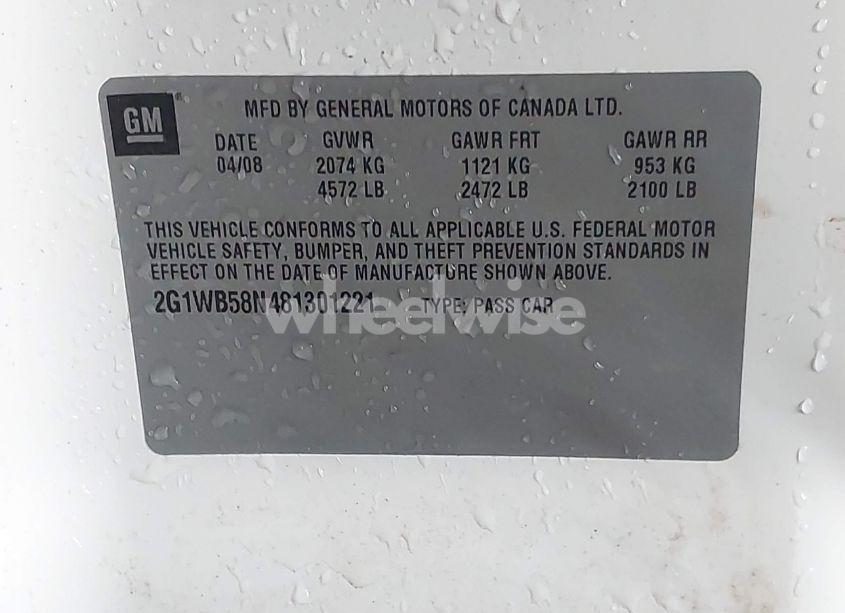 GM
MFD BY GENERAL MOTORS OF CANADA LTD.
DATE GVWR GAWR FRT GAWR RR
04/08 2074 KG 1121 KG 953 KG
4572 LB 2472 LB 2100 LB
THIS VEHICLE CONFORMS TO ALL APPLICABLE U.S. FEDERAL MOTOR
VEHICLE SAFETY, BUMPER, AND THEFT PREVENTION STANDARDS IN
EFFECT ON THE DATE OF MANUFACTURE SHOWN ABOVE.
2G1WB58N481301221 TYPE: PASS CAR
wheelwise